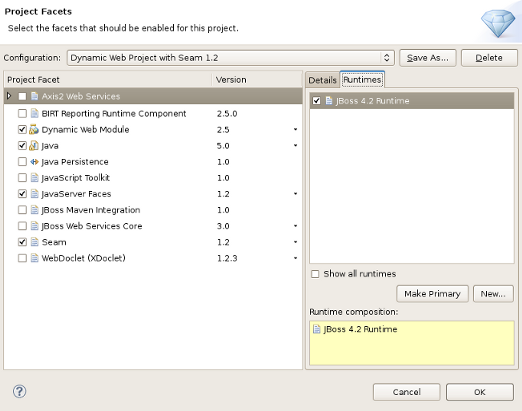 Project Facets
Select the facets that should be enabled for this project.
Configuration: Dynamic Web Project with Seam 1.2 Save As... Delete
Project Facet Version
Axis2 Web Services
BIRT Reporting Runtime Component 2.5.0
Dynamic Web Module 2.5
Java 5.0
Java Persistence 1.0
JavaScript Toolkit 1.0
JavaServer Faces 1.2
JBoss Maven Integration 1.0
JBoss Web Services Core 3.0
Seam 1.2
WebDoclet (XDoclet) 1.2.3
Details Runtimes
JBoss 4.2 Runtime
Show all runtimes
Make Primary New...
Runtime composition:
JBoss 4.2 Runtime
? Cancel OK